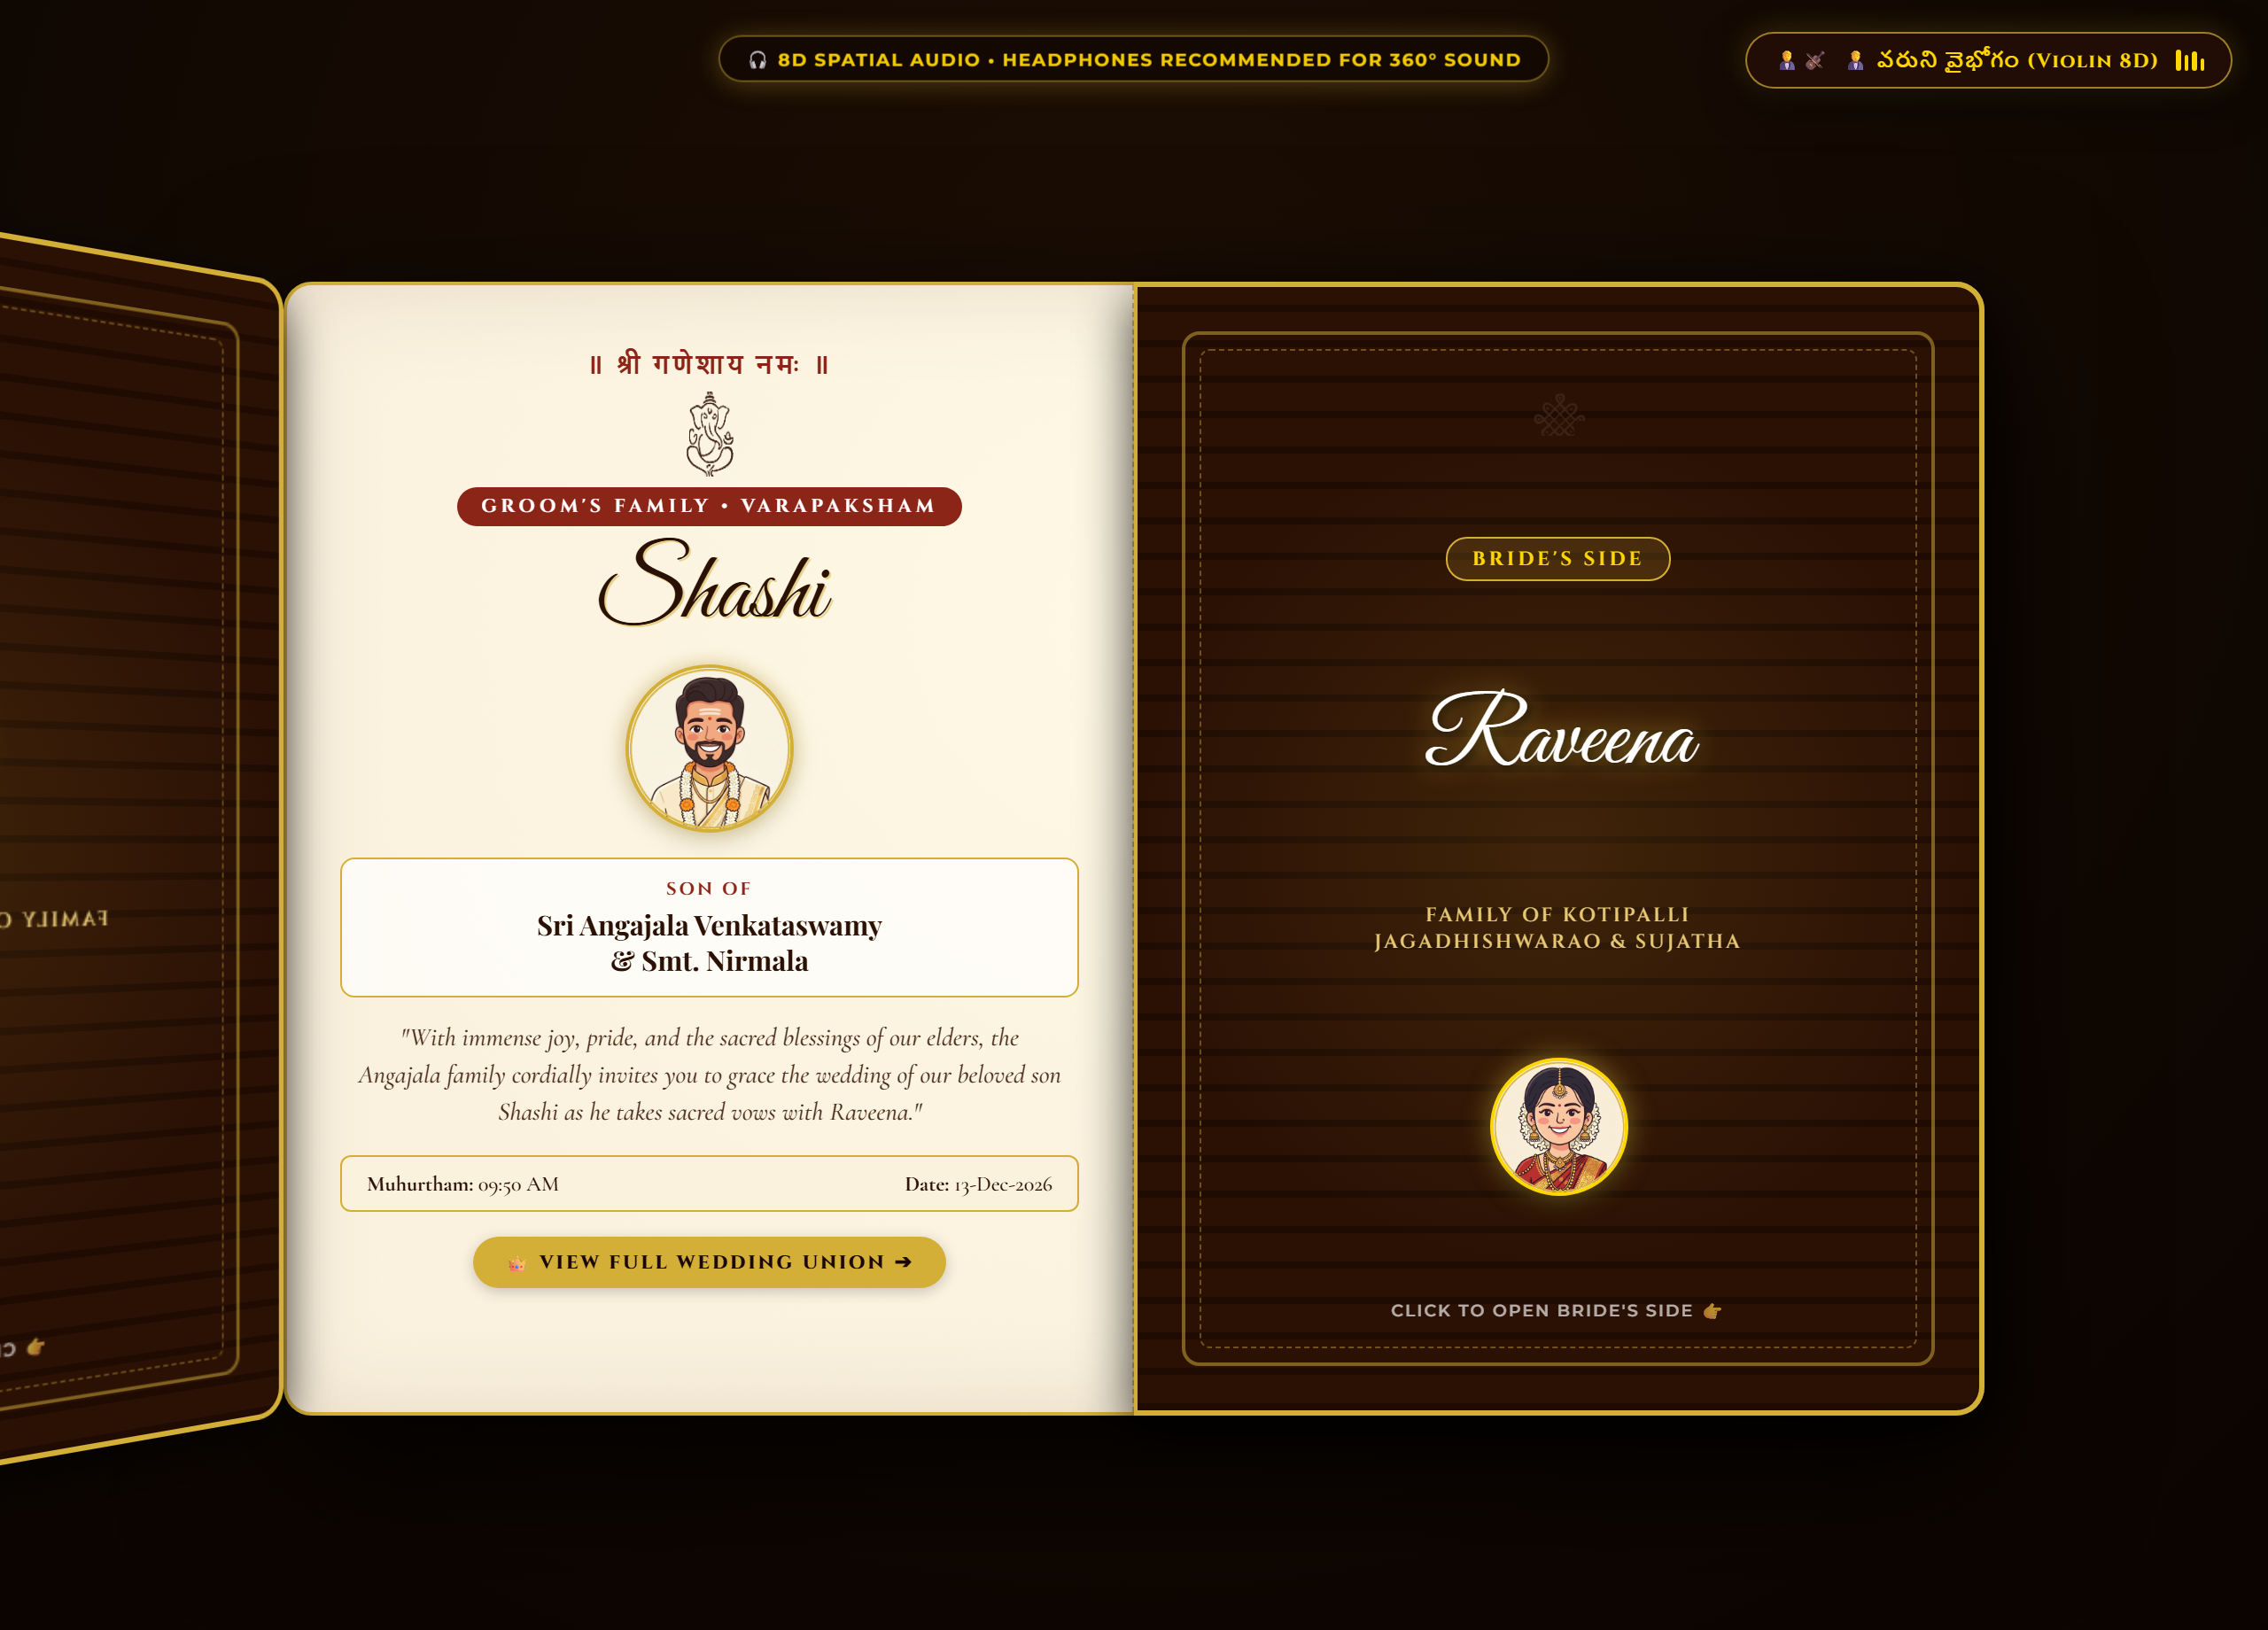 8D SPATIAL AUDIO • HEADPHONES RECOMMENDED FOR 360° SOUND
వరుని వైభోగం (VIOLIN 8D)
॥ श्री गणेशाय नमः ॥
GROOM'S FAMILY • VARAPAKSHAM
Shashi
SON OF
Sri Angajala Venkataswamy
& Smt. Nirmala
"With immense joy, pride, and the sacred blessings of our elders, the
Angajala family cordially invites you to grace the wedding of our beloved son
Shashi as he takes sacred vows with Raveena."
Muhurtham: 09:50 AM
Date: 13-Dec-2026
VIEW FULL WEDDING UNION ➔
BRIDE'S SIDE
Raveena
FAMILY OF KOTIPALLI
JAGADHISHWARAO & SUJATHA
CLICK TO OPEN BRIDE'S SIDE
FAMILY